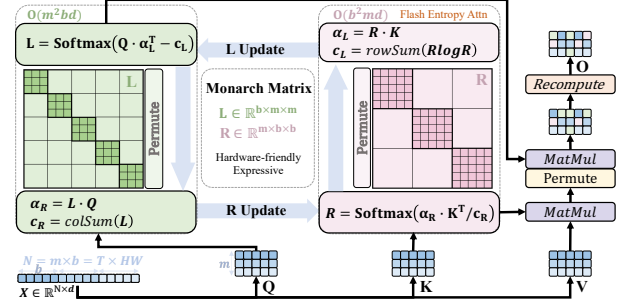 O(m²bd)
O(b²md)
Flash Entropy Attn
L = Softmax(Q · α_L^T − c_L)
L Update
α_L = R · K
c_L = rowSum(RlogR)
L
Permute
Monarch Matrix
L ∈ ℝ^{b×m×m}
R ∈ ℝ^{m×b×b}
Hardware-friendly
Expressive
Permute
R
O
Recompute
MatMul
Permute
MatMul
α_R = L · Q
c_R = colSum(L)
R Update
R = Softmax(α_R · K^T/c_R)
N = m × b = T × HW
b
X ∈ ℝ^{N×d}
m
Q
K
V